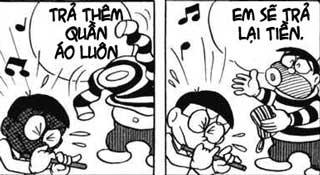 TRẢ THÊM
QUẦN
ÁO LUÔN
EM SẼ TRẢ
LẠI TIỀN.